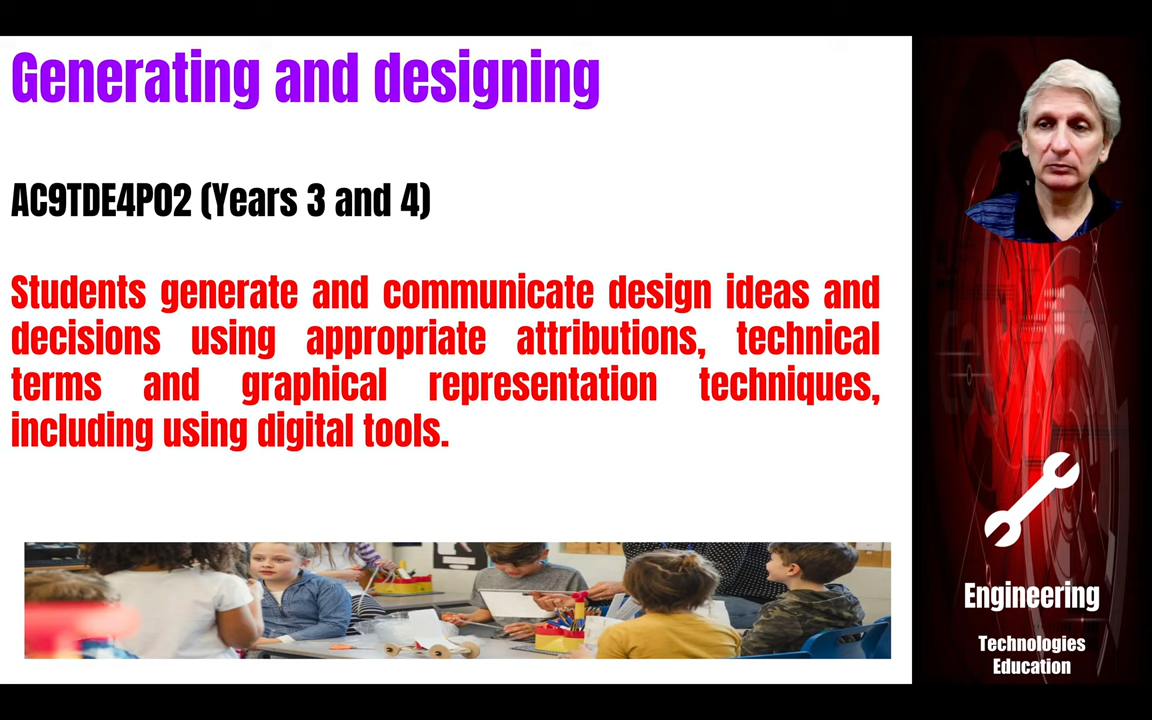 Generating and designing
AC9TDE4P02 (Years 3 and 4)
Students generate and communicate design ideas and
decisions using appropriate attributions, technical
terms and graphical representation techniques,
including using digital tools.
Engineering
Technologies
Education